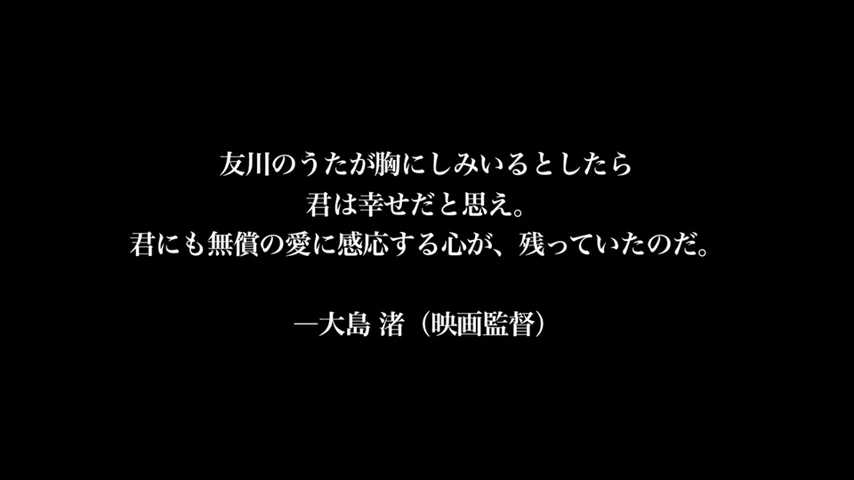 友川のうたが胸にしみいるとしたら
君は幸せだと思え。
君にも無償の愛に感応する心が、残っていたのだ。
—大島 渚（映画監督）